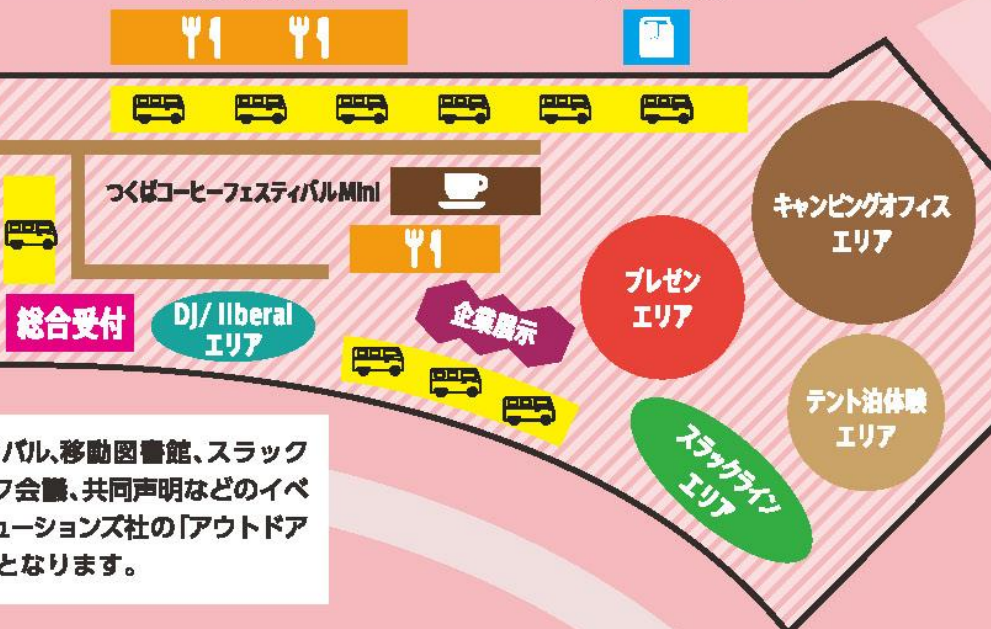 つくばコーヒーフェスティバルMini
キャンピングオフィス
エリア
プレゼン
エリア
総合受付
DJ/ liberal
エリア
企業展示
テント泊体験
エリア
スラックライン
エリア
バル、移動図書館、スラック
フ会議、共同声明などのイベ
ューションズ社の「アウトドア
となります。